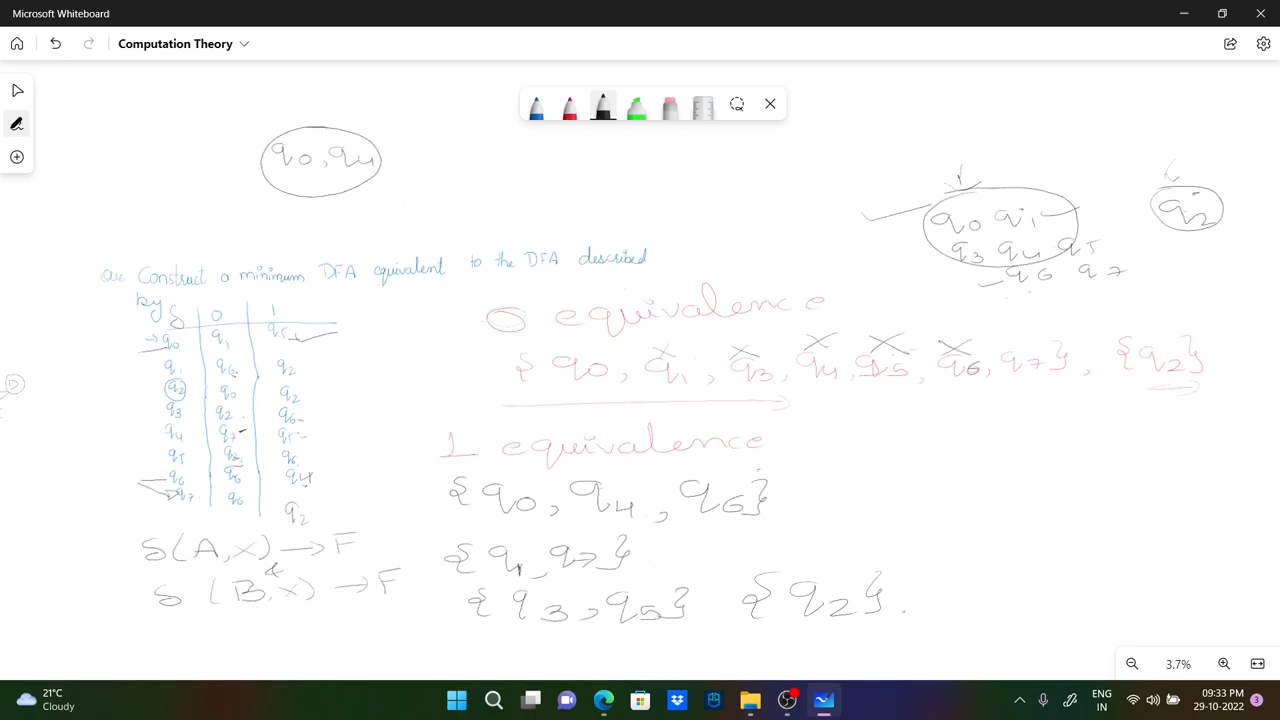 Microsoft Whiteboard
Computation Theory
q0, q4
q0 q1
q3 q4 q5
q6 q7
q2
Que Construct a minimum DFA equivalent to the DFA described
by
δ 0 1
→q0 q1 q5
q1 q6 q2
q2 q0 q2
q3 q2 q6
q4 q7 q5
q5 q2 q6
q6 q6 q4
q7 q6
q2
0 equivalence
{q0, q1, q3, q4, q5, q6, q7}, {q2}
1 equivalence
{q0, q4, q6}
{q1, q7}
{q3, q5} {q2}.
δ(A, x) → F
&
δ (B, x) → F
3.7%
21°C
Cloudy
ENG
IN
09:33 PM
29-10-2022
3